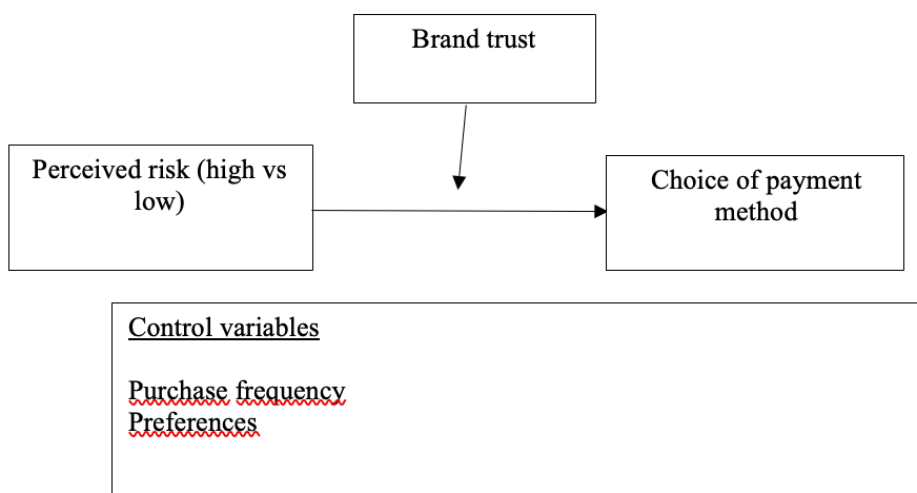 Brand trust
Perceived risk (high vs
low)
Choice of payment
method
Control variables
Purchase frequency
Preferences